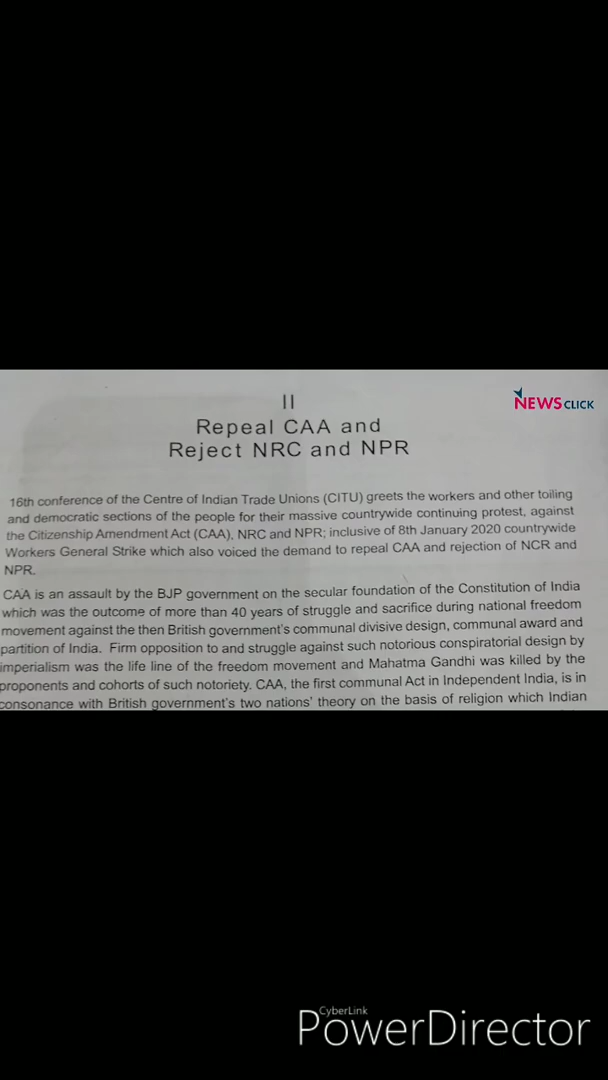 II
NEWSCLICK
Repeal CAA and
Reject NRC and NPR
16th conference of the Centre of Indian Trade Unions (CITU) greets the workers and other toiling
and democratic sections of the people for their massive countrywide continuing protest, against
the Citizenship Amendment Act (CAA), NRC and NPR; inclusive of 8th January 2020 countrywide
Workers General Strike which also voiced the demand to repeal CAA and rejection of NCR and
NPR.
CAA is an assault by the BJP government on the secular foundation of the Constitution of India
which was the outcome of more than 40 years of struggle and sacrifice during national freedom
movement against the then British government's communal divisive design, communal award and
partition of India. Firm opposition to and struggle against such notorious conspiratorial design by
imperialism was the life line of the freedom movement and Mahatma Gandhi was killed by the
proponents and cohorts of such notoriety. CAA, the first communal Act in Independent India, is in
consonance with British government's two nations' theory on the basis of religion which Indian
CyberLink
PowerDirector